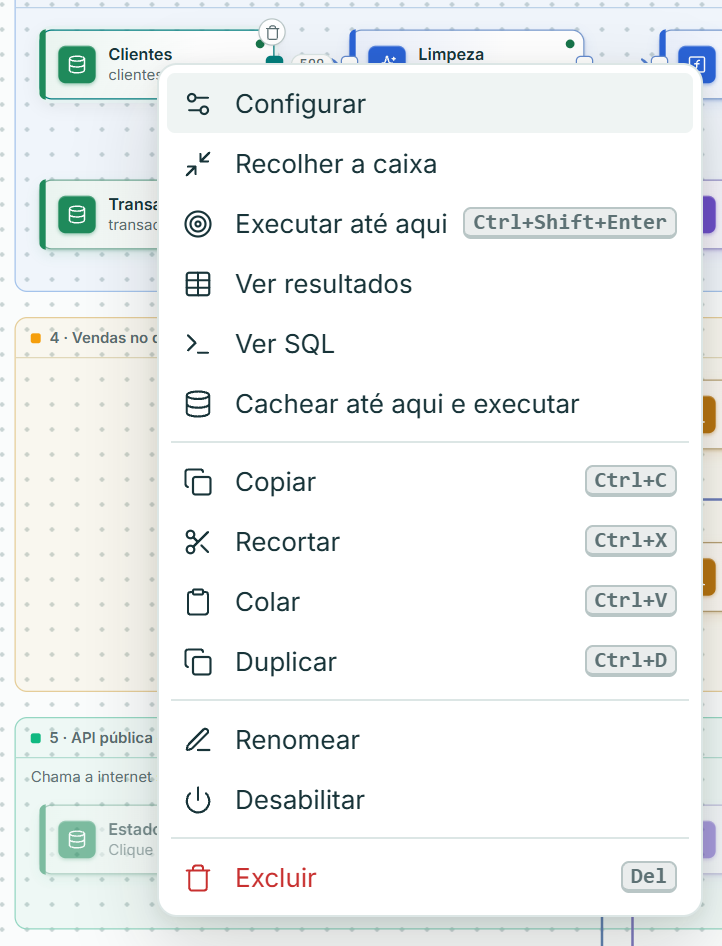 Clientes
clientes
Limpeza
Configurar
Recolher a caixa
Transa
transac
Executar até aqui Ctrl+Shift+Enter
Ver resultados
4 · Vendas no
Ver SQL
Cachear até aqui e executar
Copiar Ctrl+C
Recortar Ctrl+X
Colar Ctrl+V
Duplicar Ctrl+D
5 · API pública
Renomear
Chama a internet
Desabilitar
Estado
Clique
Excluir Del